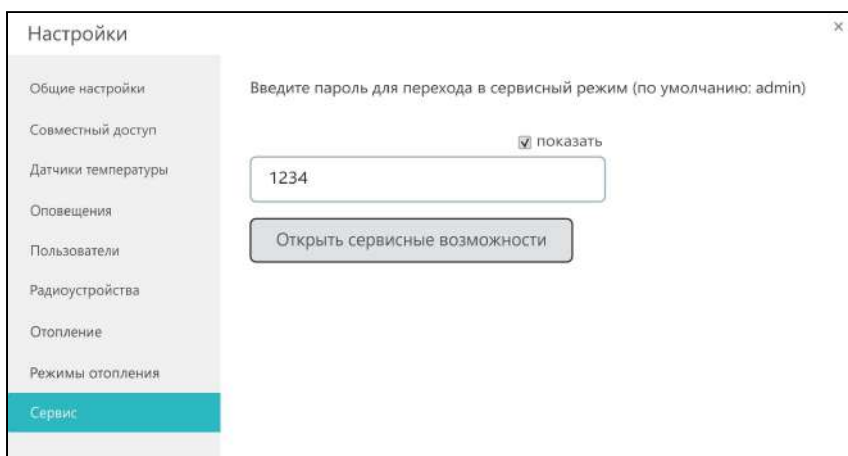 Настройки
×
Общие настройки
Совместный доступ
Датчики температуры
Оповещения
Пользователи
Радиоустройства
Отопление
Режимы отопления
Сервис
Введите пароль для перехода в сервисный режим (по умолчанию: admin)
показать
1234
Открыть сервисные возможности